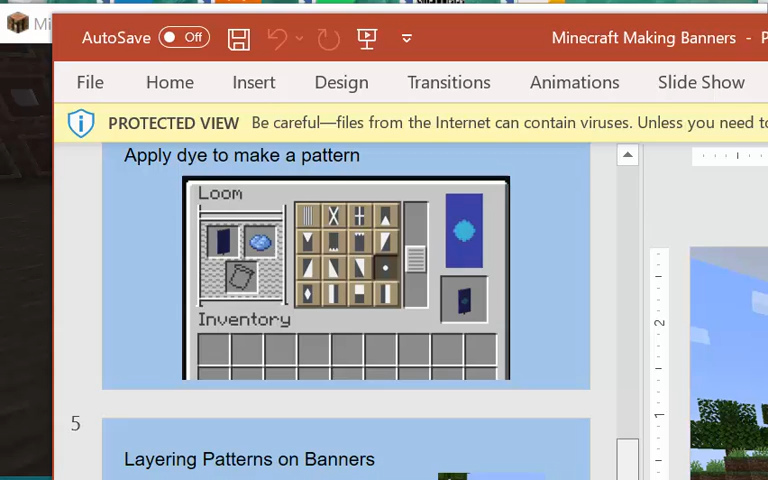 Mi
AutoSave Off
Minecraft Making Banners - P
File Home Insert Design Transitions Animations Slide Show
PROTECTED VIEW Be careful—files from the Internet can contain viruses. Unless you need to
Apply dye to make a pattern
Loom
Inventory
5
Layering Patterns on Banners
2
1